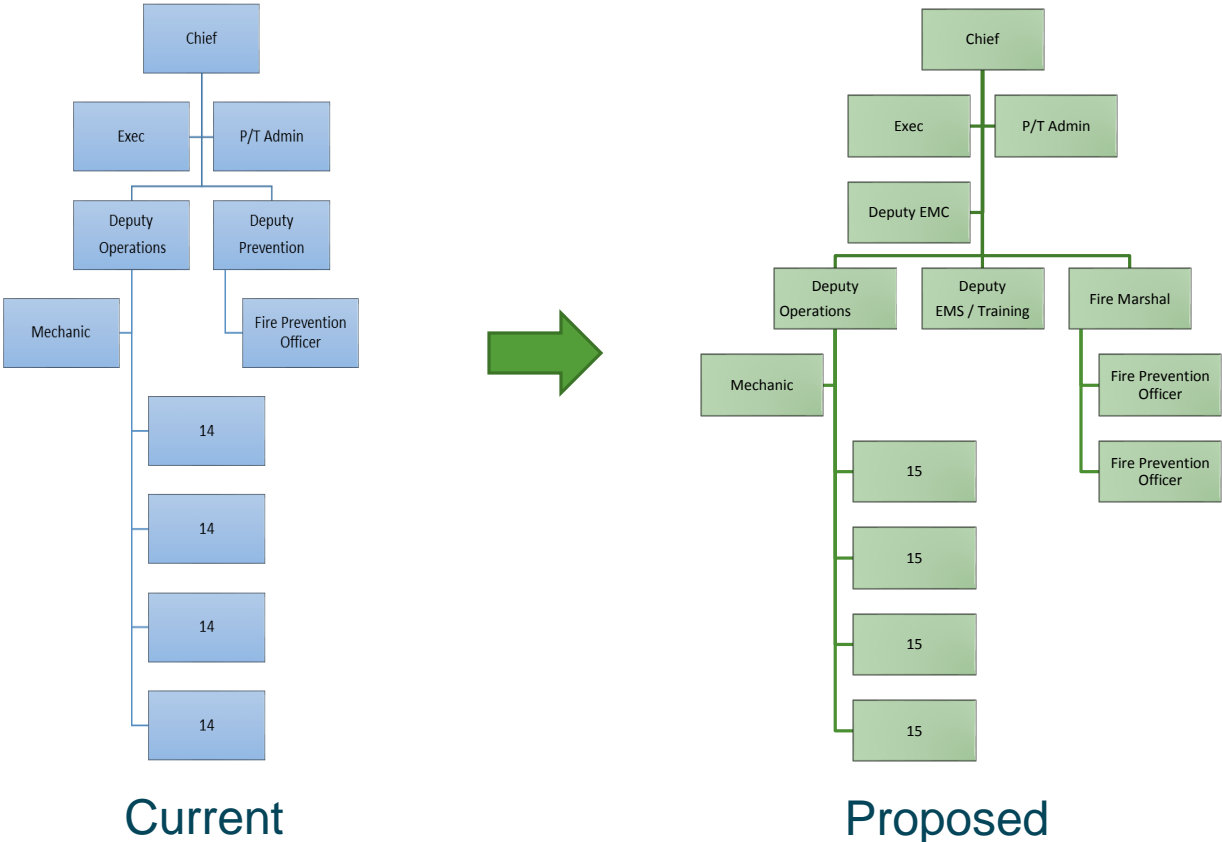 Chief
Exec
P/T Admin
Deputy
Operations
Deputy
Prevention
Mechanic
Fire Prevention
Officer
14
14
14
14
Current
Chief
Exec
P/T Admin
Deputy EMC
Deputy
Operations
Deputy
EMS / Training
Fire Marshal
Mechanic
Fire Prevention
Officer
Fire Prevention
Officer
15
15
15
15
Proposed